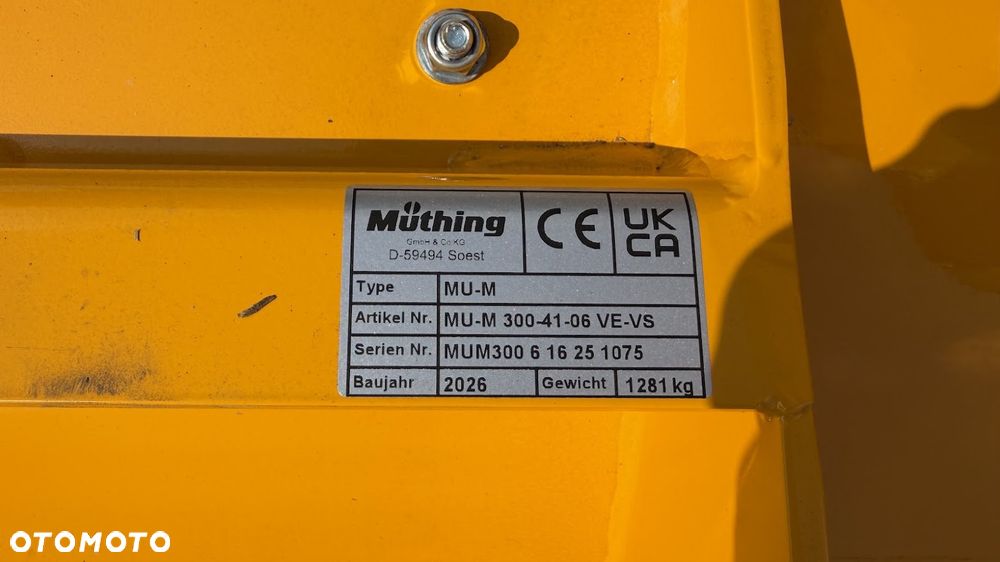 Müthing
GmbH & Co KG
D-59494 Soest
CE
UK
CA
Type MU-M
Artikel Nr. MU-M 300-41-06 VE-VS
Serien Nr. MUM300 6 16 25 1075
Baujahr 2026 Gewicht 1281 kg
OTOMOTO